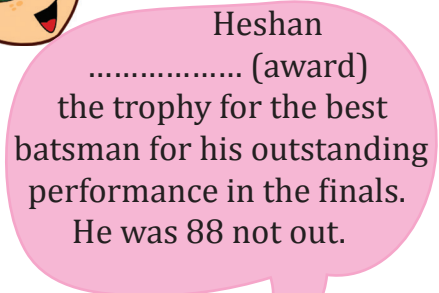 Heshan
.................. (award)
the trophy for the best
batsman for his outstanding
performance in the finals.
He was 88 not out.